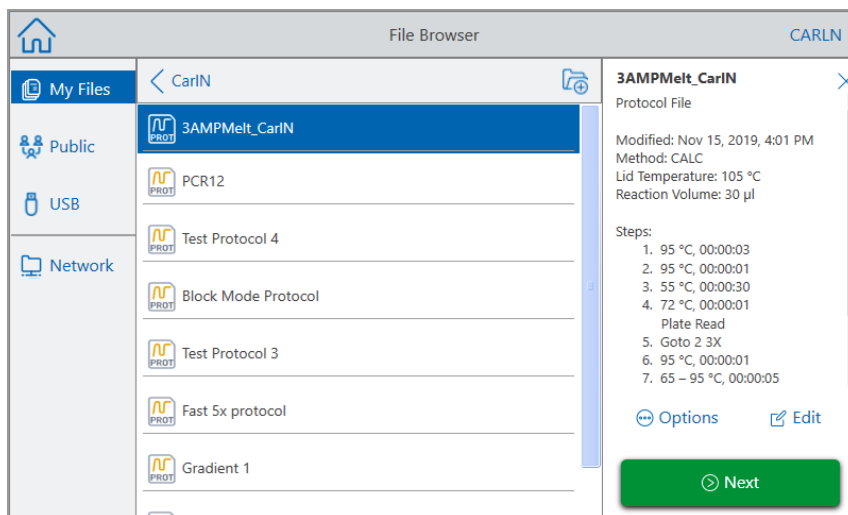 File Browser
CARLN
My Files
Public
USB
Network
CarIN
PROT 3AMPMelt_CarIN
PROT PCR12
PROT Test Protocol 4
PROT Block Mode Protocol
PROT Test Protocol 3
PROT Fast 5x protocol
PROT Gradient 1
3AMPMelt_CarIN
Protocol File
Modified: Nov 15, 2019, 4:01 PM
Method: CALC
Lid Temperature: 105 °C
Reaction Volume: 30 µl
Steps:
1. 95 °C, 00:00:03
2. 95 °C, 00:00:01
3. 55 °C, 00:00:30
4. 72 °C, 00:00:01
Plate Read
5. Goto 2 3X
6. 95 °C, 00:00:01
7. 65 – 95 °C, 00:00:05
Options
Edit
Next